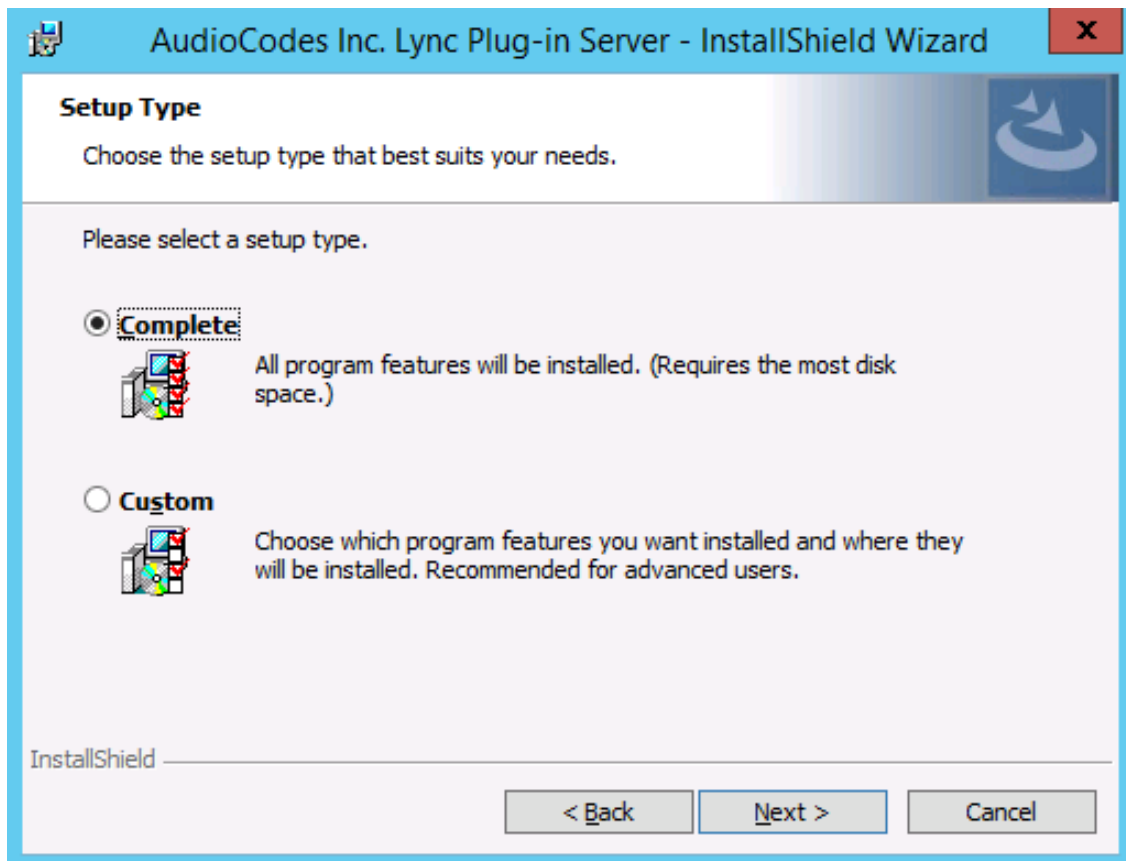 AudioCodes Inc. Lync Plug-in Server - InstallShield Wizard
x
Setup Type
Choose the setup type that best suits your needs.
Please select a setup type.
Complete
All program features will be installed. (Requires the most disk
space.)
Custom
Choose which program features you want installed and where they
will be installed. Recommended for advanced users.
InstallShield
< Back
Next >
Cancel